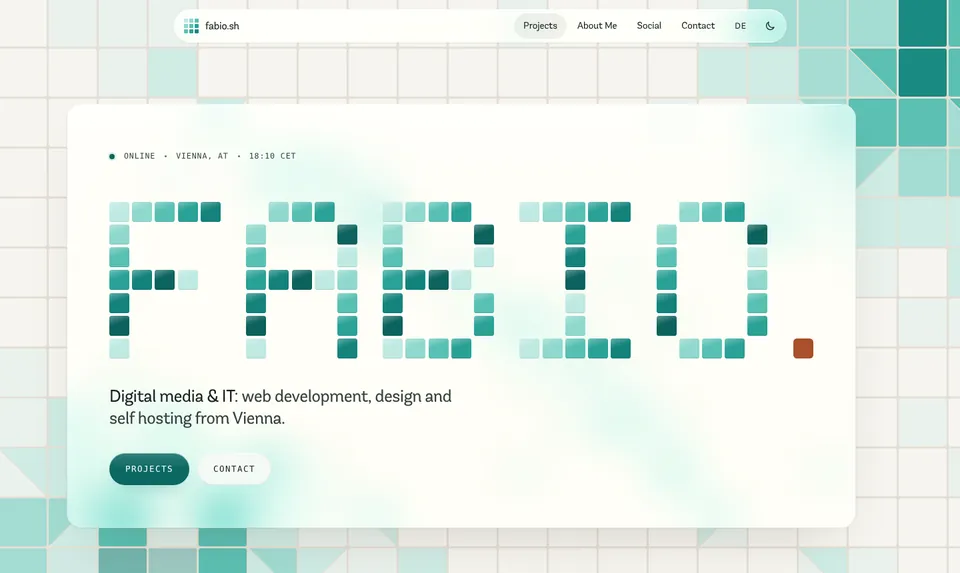 fabio.sh
Projects
About Me
Social
Contact
DE
ONLINE • VIENNA, AT • 18:10 CET
FABIO.
Digital media & IT: web development, design and
self hosting from Vienna.
PROJECTS
CONTACT